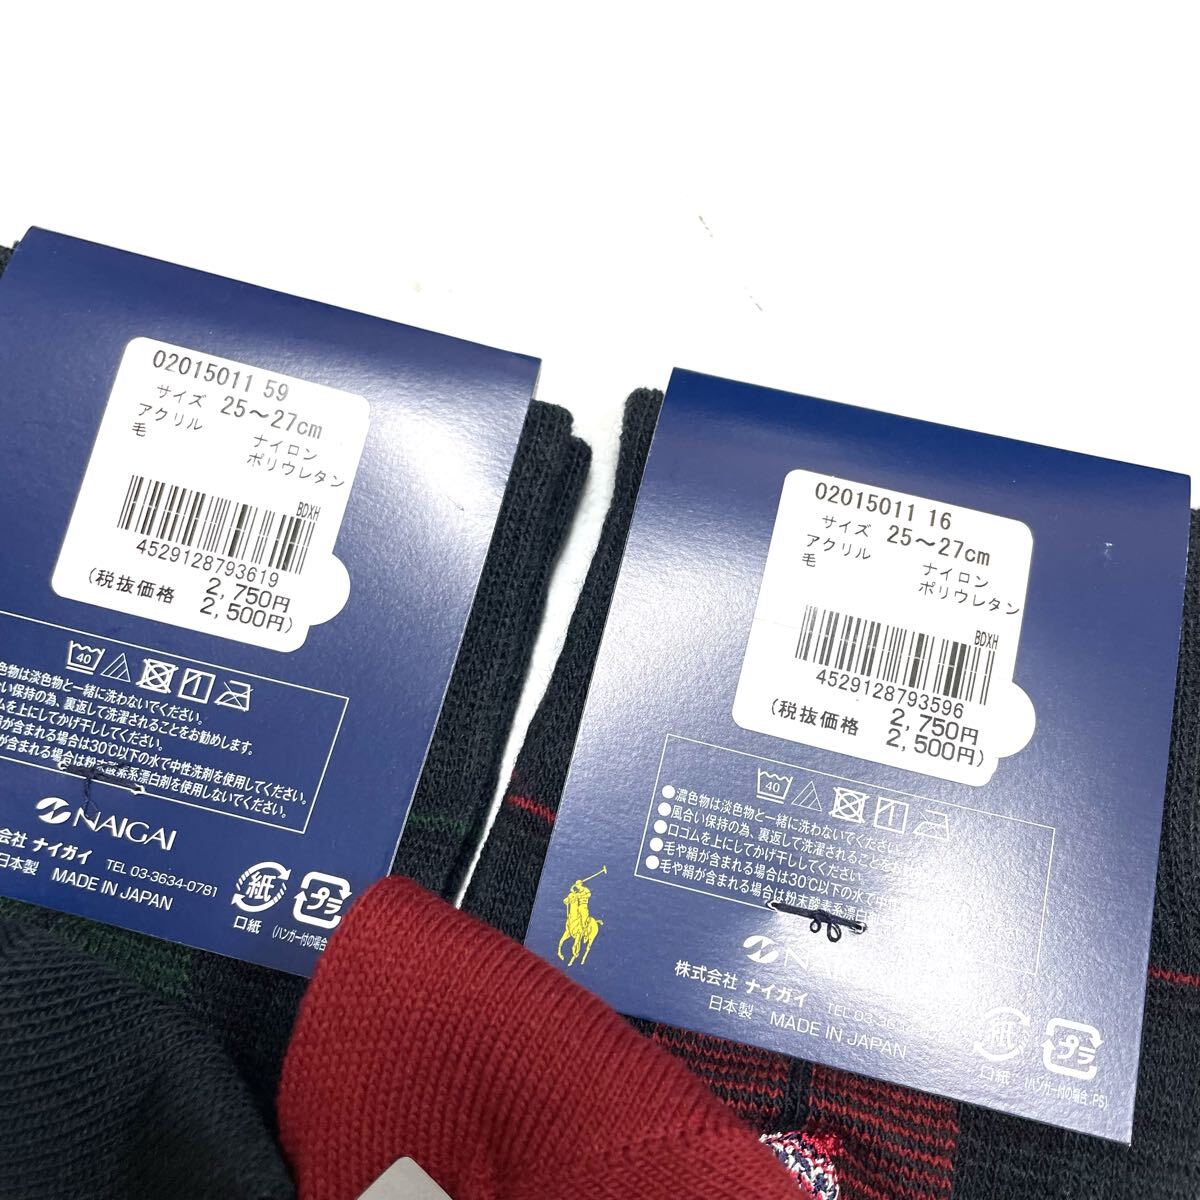 02015011 59
サイズ 25～27cm
アクリル ナイロン
毛 ポリウレタン
BDXH
4529128793619
2,750円
(税抜価格 2,500円)
40
色物は淡色物と一緒に洗わないでください。
合い保持の為、裏返して洗濯されることをお勧めします。
ゴムを上にしてかげ干ししてください。
絹が含まれる場合は30℃以下の水で中性洗剤を使用してください。
が含まれる場合は粉末酸素系漂白剤を使用しないでください。
NAIGAI
会社 ナイガイ TEL 03-3634-0781
日本製 MADE IN JAPAN
紙
口紙
プラ
(ハンガー付の場合
02015011 16
サイズ 25～27cm
アクリル ナイロン
毛 ポリウレタン
BDXH
4529128793596
2,750円
(税抜価格 2,500円)
40
●濃色物は淡色物と一緒に洗わないでください。
●風合い保持の為、裏返して洗濯されることを
●口ゴムを上にしてかげ干ししてください。
●毛や絹が含まれる場合は30℃以下の水で中
●毛や絹が含まれる場合は粉末酸素系漂白
株式会社 ナイガイ TEL 03-36
日本製 MADE IN JAPAN
紙
口紙
プラ
(ハンガー付の場合:PS)